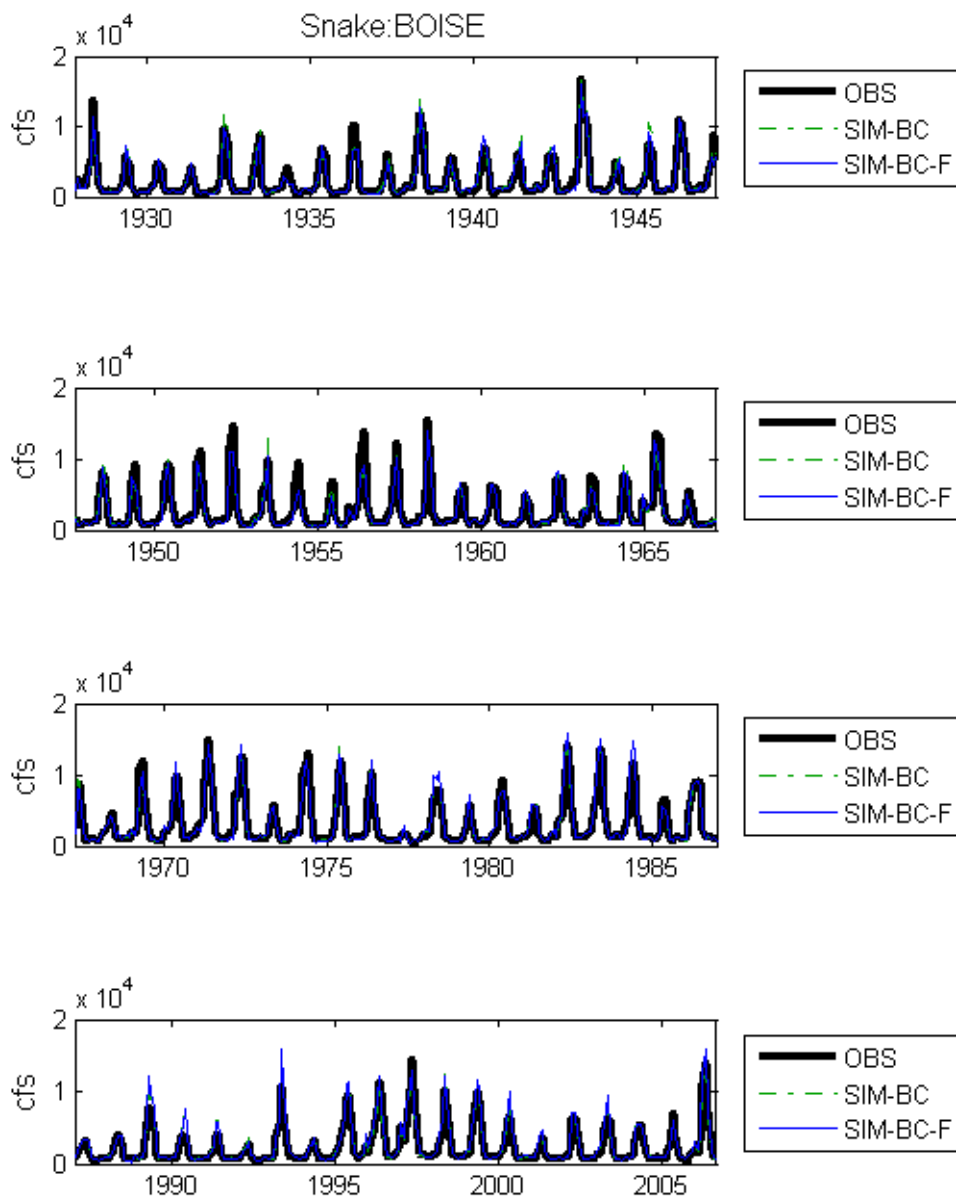 Snake:BOISE
x 10^4
2
1
0
cfs
1930 1935 1940 1945
OBS
SIM-BC
SIM-BC-F
x 10^4
2
1
0
cfs
1950 1955 1960 1965
OBS
SIM-BC
SIM-BC-F
x 10^4
2
1
0
cfs
1970 1975 1980 1985
OBS
SIM-BC
SIM-BC-F
x 10^4
2
1
0
cfs
1990 1995 2000 2005
OBS
SIM-BC
SIM-BC-F